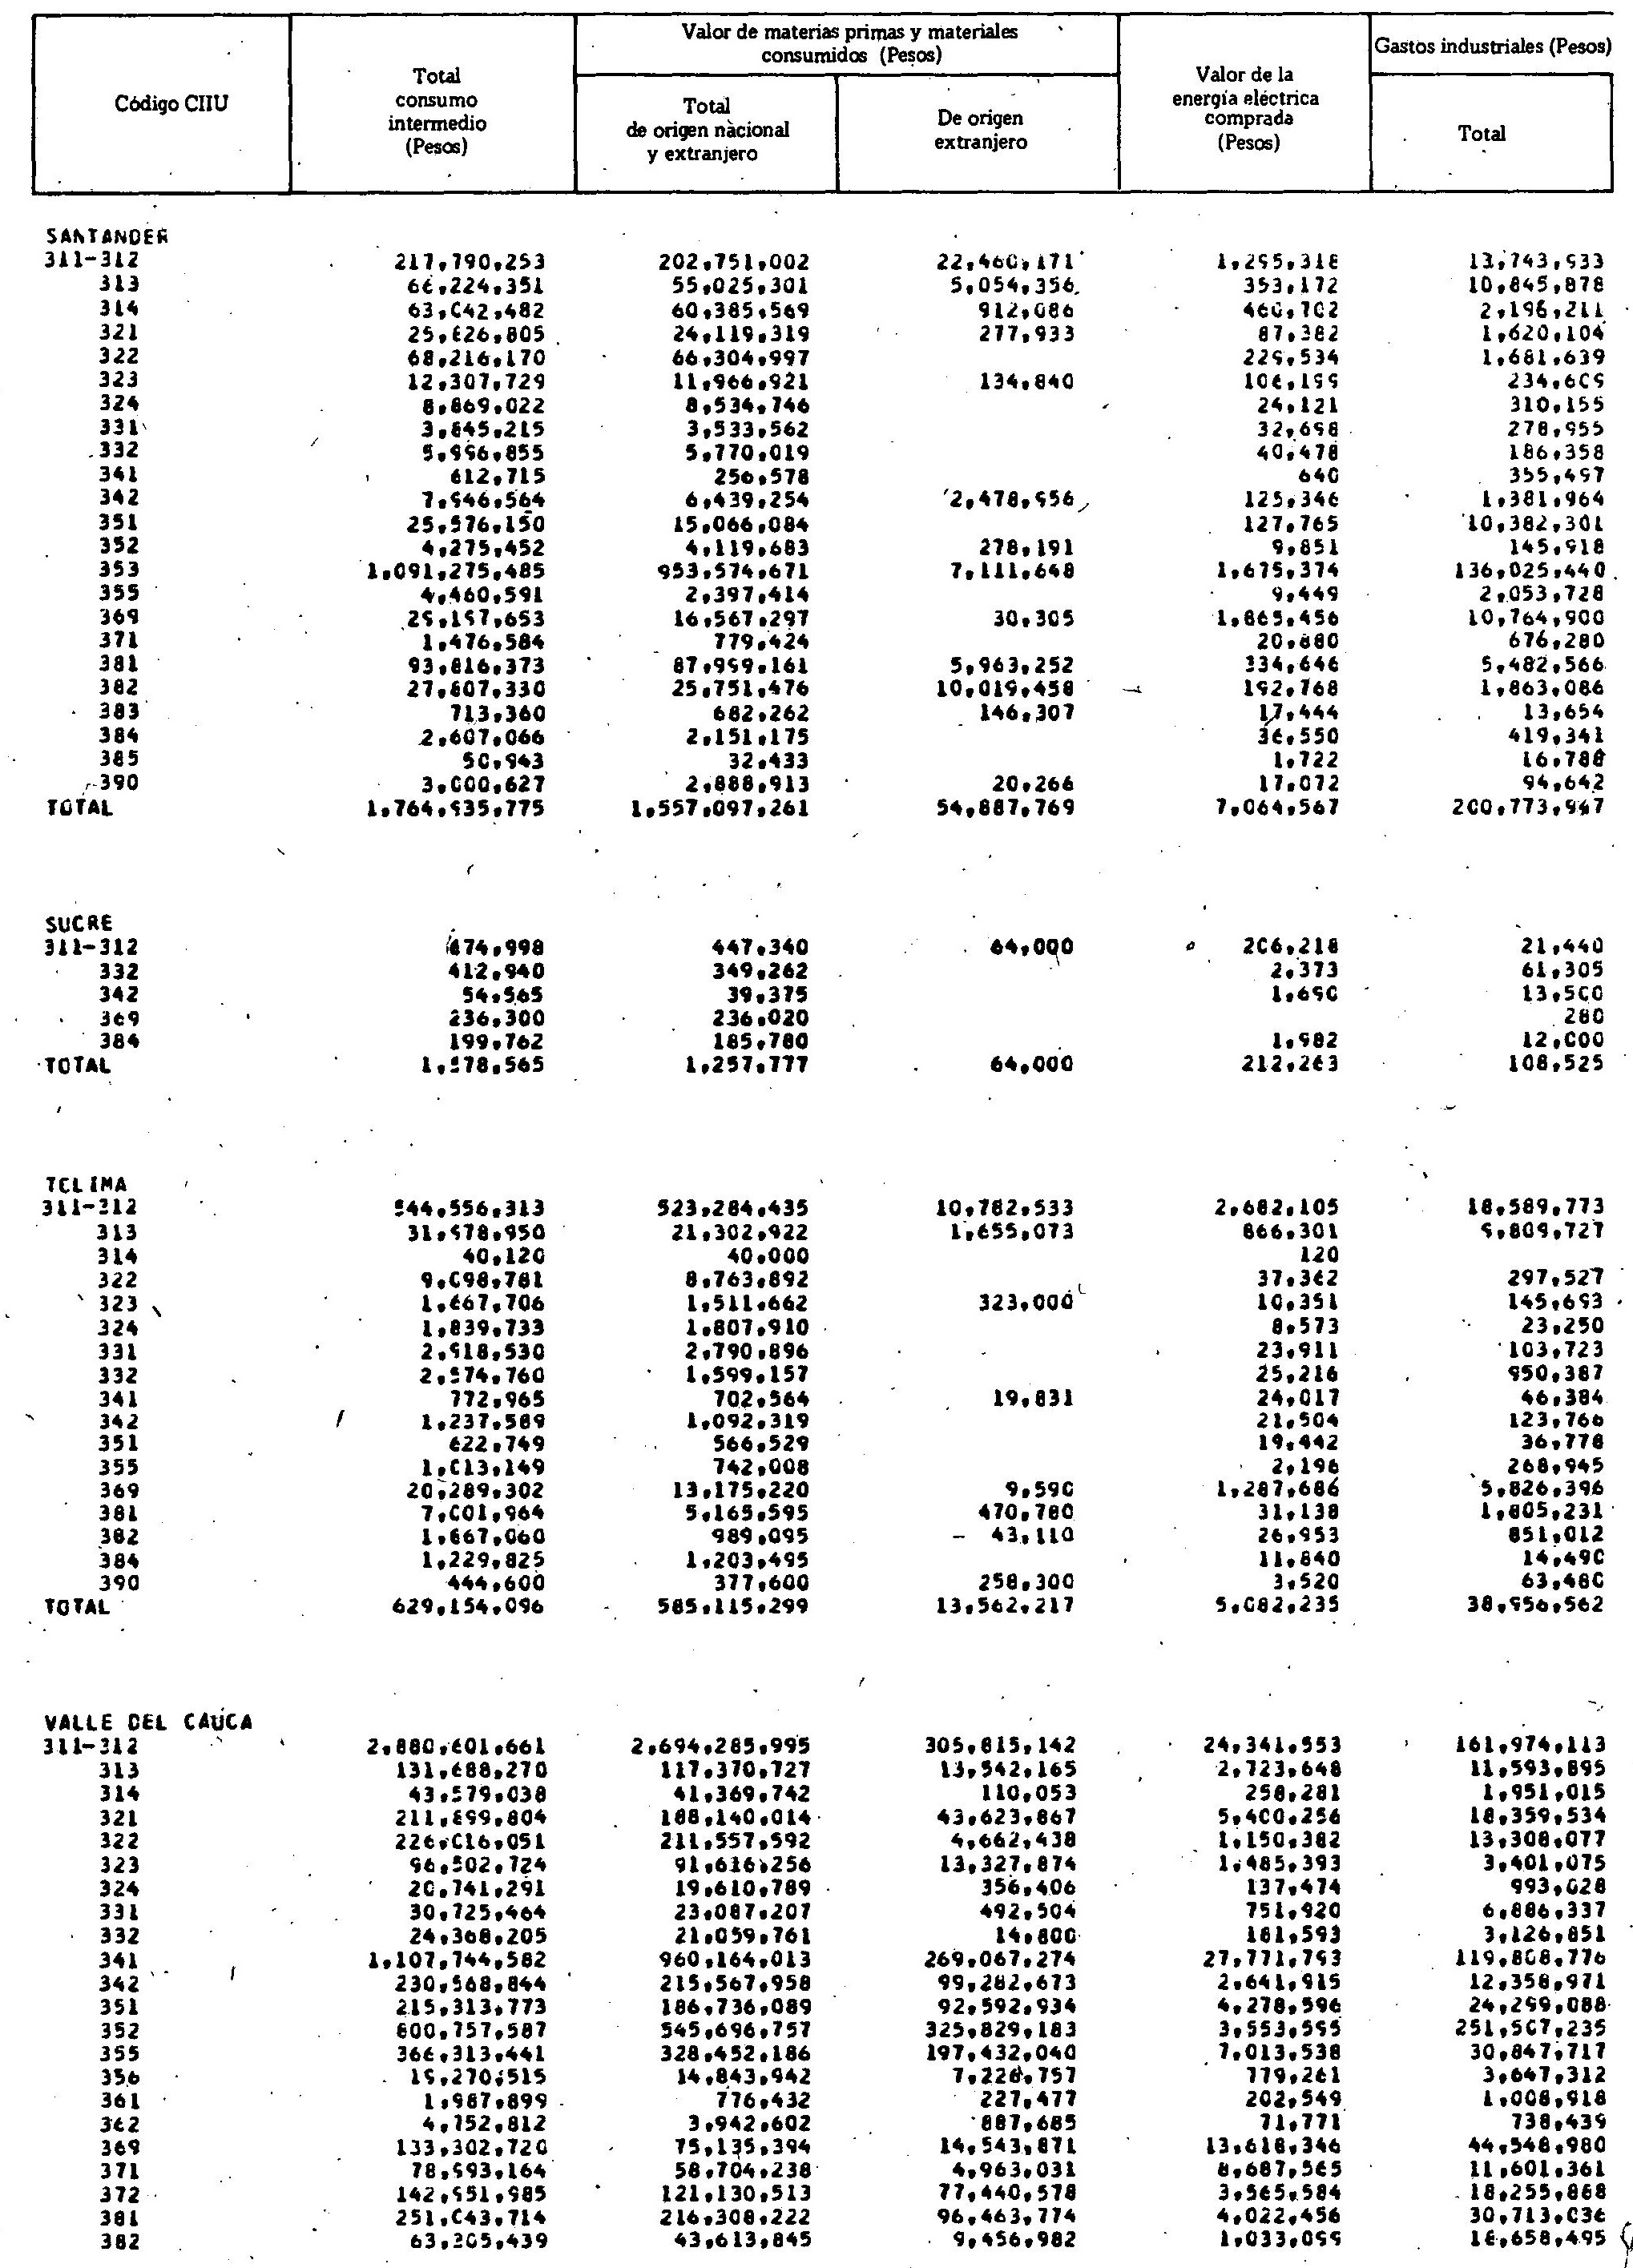 Código CIIU
Total
consumo
intermedio
(Pesos)
Valor de materias primas y materiales
consumidos (Pesos)
Total
de origen nacional
y extranjero
De origen
extranjero
Valor de la
energía eléctrica
comprada
(Pesos)
Gastos industriales (Pesos)
Total
SANTANDER
311-312 217,790,253 202,751,002 22,460,171 1,295,318 13,743,933
313 66,224,351 55,025,301 5,054,356 353,172 10,845,878
314 63,042,482 60,385,569 912,086 460,702 2,196,211
321 25,826,805 24,119,319 277,933 87,382 1,620,104
322 68,216,170 66,304,997 229,534 1,681,639
323 12,307,729 11,966,921 134,840 106,199 234,609
324 8,869,022 8,534,746 24,121 310,155
331 3,845,215 3,533,562 32,698 278,955
332 5,996,855 5,770,019 40,478 186,358
341 612,715 256,578 640 355,497
342 7,946,564 6,439,254 2,478,956 125,346 1,381,964
351 25,576,150 15,066,084 127,765 10,382,301
352 4,275,452 4,119,683 278,191 9,851 145,918
353 1,091,275,485 953,574,671 7,111,648 1,675,374 136,025,440
355 4,460,591 2,397,414 9,449 2,053,728
369 29,197,653 16,567,297 30,305 1,865,456 10,764,900
371 1,476,584 779,424 20,880 676,280
381 93,816,373 87,999,161 5,963,252 334,646 5,482,566
382 27,807,330 25,751,476 10,019,458 192,768 1,863,086
383 713,360 682,262 146,307 17,444 13,654
384 2,607,066 2,151,175 36,550 419,341
385 50,943 32,433 1,722 16,788
390 3,000,627 2,888,913 20,266 17,072 94,642
TOTAL 1,764,935,775 1,557,097,261 54,887,769 7,064,567 200,773,947
SUCRE
311-312 674,998 447,340 64,000 206,218 21,440
332 412,940 349,262 2,373 61,305
342 54,565 39,375 1,690 13,500
369 236,300 236,020 280
384 199,762 185,780 1,982 12,000
TOTAL 1,578,565 1,257,777 64,000 212,263 108,525
TOLIMA
311-312 544,556,313 523,284,435 10,782,533 2,682,105 18,589,773
313 31,978,950 21,302,922 1,655,073 866,301 9,809,727
314 40,120 40,000 120
322 9,098,781 8,763,892 37,362 297,527
323 1,667,706 1,511,662 323,000 10,351 145,693
324 1,839,733 1,807,910 8,573 23,250
331 2,918,530 2,790,896 23,911 103,723
332 2,574,760 1,599,157 25,216 950,387
341 772,965 702,564 19,831 24,017 46,384
342 1,237,589 1,092,319 21,504 123,766
351 622,749 566,529 19,442 36,778
355 1,013,149 742,008 2,196 268,945
369 20,289,302 13,175,220 9,590 1,287,686 5,826,396
381 7,001,964 5,165,595 470,780 31,138 1,805,231
382 1,867,060 989,095 43,110 26,953 851,012
384 1,229,825 1,203,495 11,840 14,490
390 444,600 377,600 258,300 3,520 63,480
TOTAL 629,154,096 585,115,299 13,562,217 5,082,235 38,956,562
VALLE DEL CAUCA
311-312 2,880,601,661 2,694,285,995 305,815,142 24,341,553 161,974,113
313 131,688,270 117,370,727 13,542,165 2,723,648 11,593,895
314 43,579,038 41,369,742 110,053 258,281 1,951,015
321 211,899,804 188,140,014 43,623,867 5,400,256 18,359,534
322 226,016,051 211,557,592 4,662,438 1,150,382 13,308,077
323 96,502,724 91,616,256 13,327,874 1,485,393 3,401,075
324 20,741,291 19,610,789 356,406 137,474 993,028
331 30,725,464 23,087,207 492,504 751,920 6,886,337
332 24,368,205 21,059,761 14,800 181,593 3,126,851
341 1,107,744,582 960,164,013 269,067,274 27,771,793 119,808,776
342 230,568,844 215,567,958 99,282,673 2,641,915 12,358,971
351 215,313,773 186,736,089 92,592,934 4,278,596 24,299,088
352 800,757,587 545,696,757 325,829,183 3,553,595 251,507,235
355 366,313,441 328,452,186 197,432,040 7,013,538 30,847,717
356 19,270,515 14,843,942 7,226,757 779,261 3,647,312
361 1,987,899 776,432 227,477 202,549 1,008,918
362 4,752,812 3,942,602 887,685 71,771 738,439
369 133,302,720 75,135,394 14,543,871 13,618,346 44,548,980
371 78,993,164 58,704,238 4,963,031 8,687,565 11,601,361
372 142,951,985 121,130,513 77,440,578 3,565,584 18,255,888
381 251,043,714 216,308,222 96,463,774 4,022,456 30,713,036
382 63,305,439 43,613,845 9,456,982 1,033,099 18,658,495